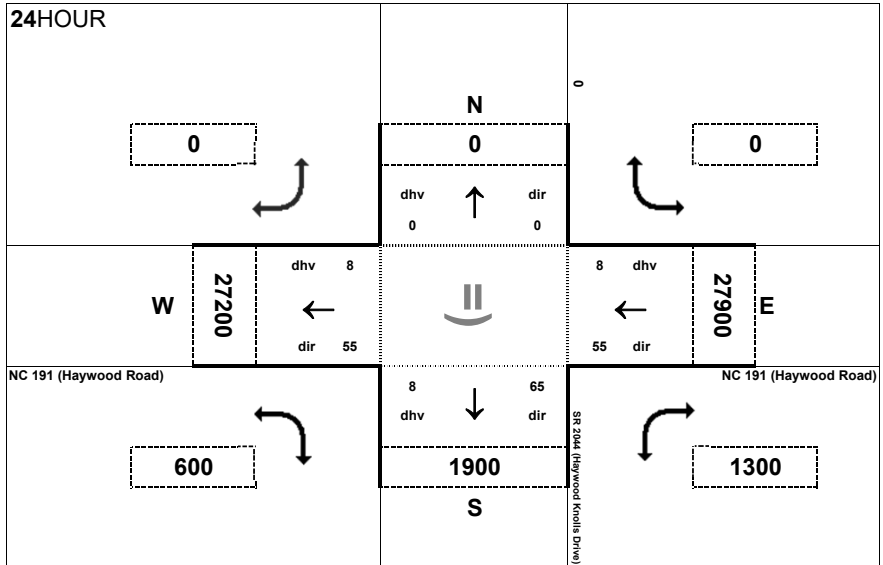 24HOUR
0
N
0
0
0
dhv
dir
0
0
dhv 8
8 dhv
W
27200
27900
E
dir 55
55 dir
NC 191 (Haywood Road)
NC 191 (Haywood Road)
8
65
dhv
dir
SR 2044 (Haywood Knolls Drive)
600
1900
1300
S